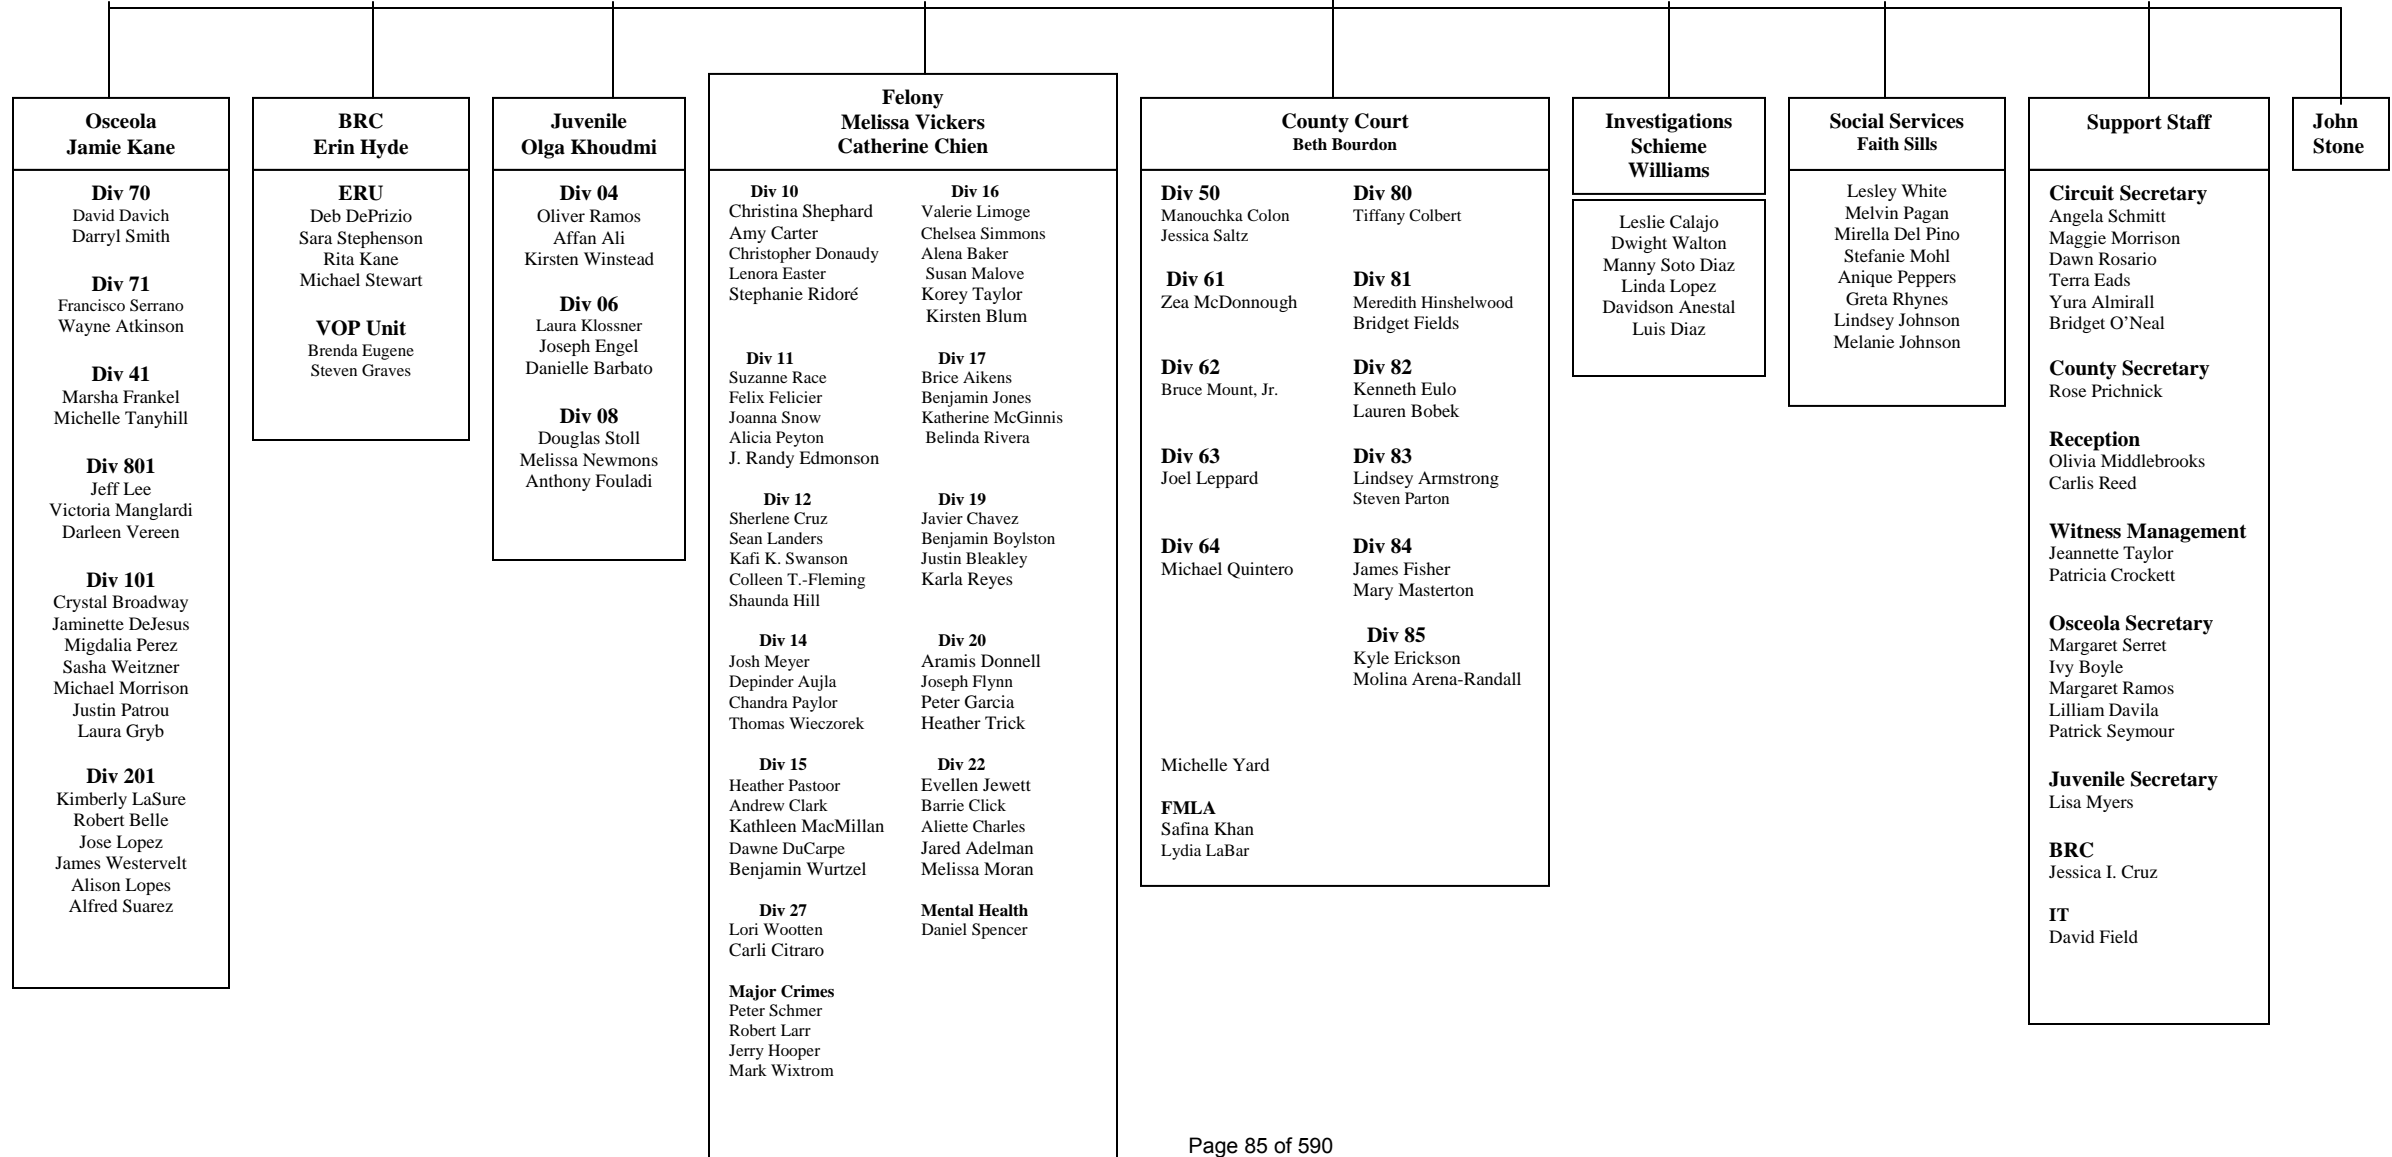 Osceola
Jamie Kane
Div 70
David Davich
Darryl Smith
Div 71
Francisco Serrano
Wayne Atkinson
Div 41
Marsha Frankel
Michelle Tanyhill
Div 801
Jeff Lee
Victoria Manglardi
Darleen Vereen
Div 101
Crystal Broadway
Jaminette DeJesus
Migdalia Perez
Sasha Weitzner
Michael Morrison
Justin Patrou
Laura Gryb
Div 201
Kimberly LaSure
Robert Belle
Jose Lopez
James Westervelt
Alison Lopes
Alfred Suarez
BRC
Erin Hyde
ERU
Deb DePrizio
Sara Stephenson
Rita Kane
Michael Stewart
VOP Unit
Brenda Eugene
Steven Graves
Juvenile
Olga Khoudmi
Div 04
Oliver Ramos
Affan Ali
Kirsten Winstead
Div 06
Laura Klossner
Joseph Engel
Danielle Barbato
Div 08
Douglas Stoll
Melissa Newmons
Anthony Fouladi
Felony
Melissa Vickers
Catherine Chien
Div 10
Christina Shephard
Amy Carter
Christopher Donaudy
Lenora Easter
Stephanie Ridoré
Div 11
Suzanne Race
Felix Felicier
Joanna Snow
Alicia Peyton
J. Randy Edmonson
Div 12
Sherlene Cruz
Sean Landers
Kafi K. Swanson
Colleen T.-Fleming
Shaunda Hill
Div 14
Josh Meyer
Depinder Aujla
Chandra Paylor
Thomas Wieczorek
Div 15
Heather Pastoor
Andrew Clark
Kathleen MacMillan
Dawne DuCarpe
Benjamin Wurtzel
Div 27
Lori Wootten
Carli Citraro
Major Crimes
Peter Schmer
Robert Larr
Jerry Hooper
Mark Wixtrom
Div 16
Valerie Limoge
Chelsea Simmons
Alena Baker
Susan Malove
Korey Taylor
Kirsten Blum
Div 17
Brice Aikens
Benjamin Jones
Katherine McGinnis
Belinda Rivera
Div 19
Javier Chavez
Benjamin Boylston
Justin Bleakley
Karla Reyes
Div 20
Aramis Donnell
Joseph Flynn
Peter Garcia
Heather Trick
Div 22
Evellen Jewett
Barrie Click
Aliette Charles
Jared Adelman
Melissa Moran
Mental Health
Daniel Spencer
County Court
Beth Bourdon
Div 50
Manouchka Colon
Jessica Saltz
Div 61
Zea McDonnough
Div 62
Bruce Mount, Jr.
Div 63
Joel Leppard
Div 64
Michael Quintero
Michelle Yard
FMLA
Safina Khan
Lydia LaBar
Div 80
Tiffany Colbert
Div 81
Meredith Hinshelwood
Bridget Fields
Div 82
Kenneth Eulo
Lauren Bobek
Div 83
Lindsey Armstrong
Steven Parton
Div 84
James Fisher
Mary Masterton
Div 85
Kyle Erickson
Molina Arena-Randall
Investigations
Schieme
Williams
Leslie Calajo
Dwight Walton
Manny Soto Diaz
Linda Lopez
Davidson Anestal
Luis Diaz
Social Services
Faith Sills
Lesley White
Melvin Pagan
Mirella Del Pino
Stefanie Mohl
Anique Peppers
Greta Rhynes
Lindsey Johnson
Melanie Johnson
Support Staff
Circuit Secretary
Angela Schmitt
Maggie Morrison
Dawn Rosario
Terra Eads
Yura Almirall
Bridget O’Neal
County Secretary
Rose Prichnick
Reception
Olivia Middlebrooks
Carlis Reed
Witness Management
Jeannette Taylor
Patricia Crockett
Osceola Secretary
Margaret Serret
Ivy Boyle
Margaret Ramos
Lilliam Davila
Patrick Seymour
Juvenile Secretary
Lisa Myers
BRC
Jessica I. Cruz
IT
David Field
John
Stone
Page 85 of 590